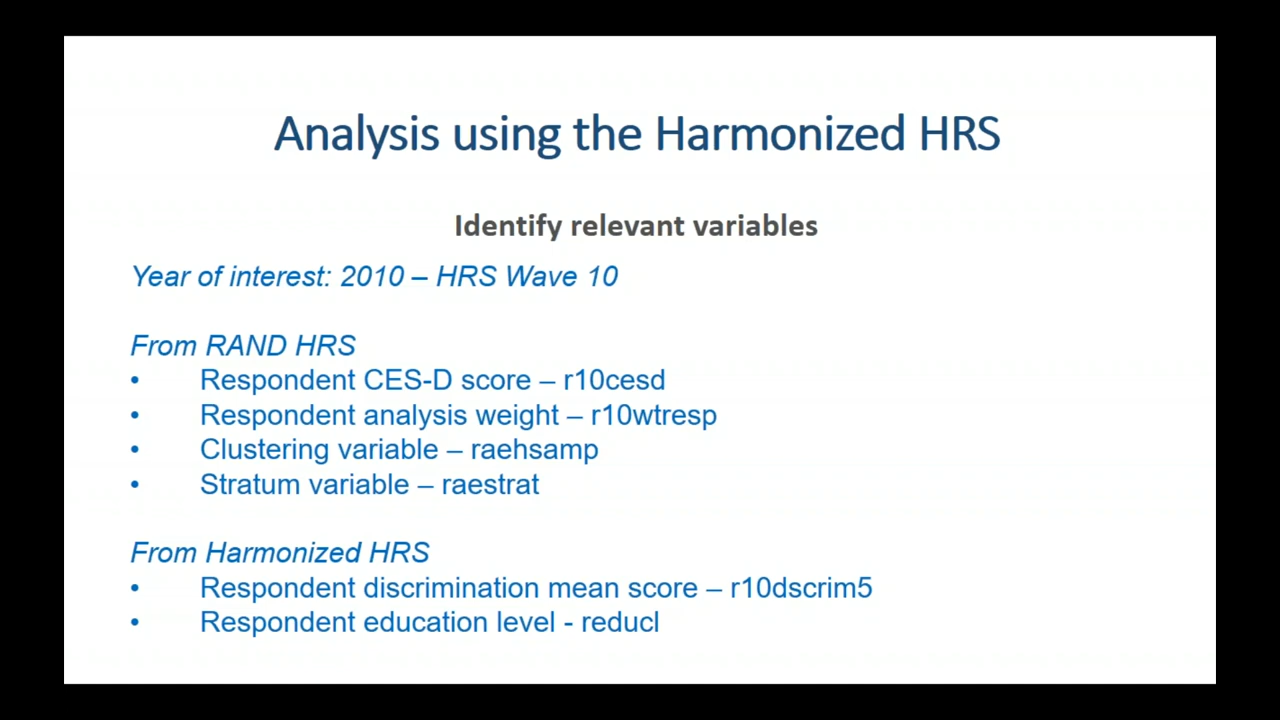 Analysis using the Harmonized HRS
Identify relevant variables
Year of interest: 2010 – HRS Wave 10
From RAND HRS
• Respondent CES-D score – r10cesd
• Respondent analysis weight – r10wtresp
• Clustering variable – raehsamp
• Stratum variable – raestrat
From Harmonized HRS
• Respondent discrimination mean score – r10dscrim5
• Respondent education level - reducl